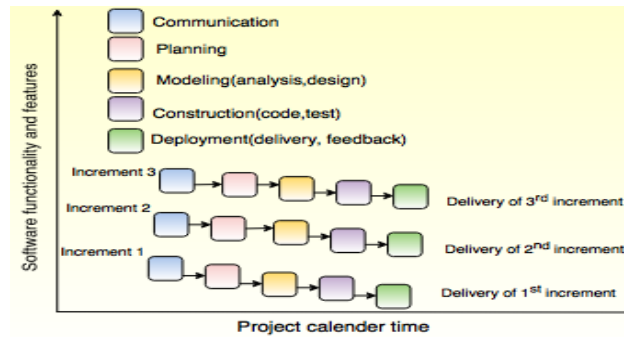 Software functionality and features
Communication
Planning
Modeling(analysis,design)
Construction(code,test)
Deployment(delivery, feedback)
Increment 3
Delivery of 3rd increment
Increment 2
Delivery of 2nd increment
Increment 1
Delivery of 1st increment
Project calender time